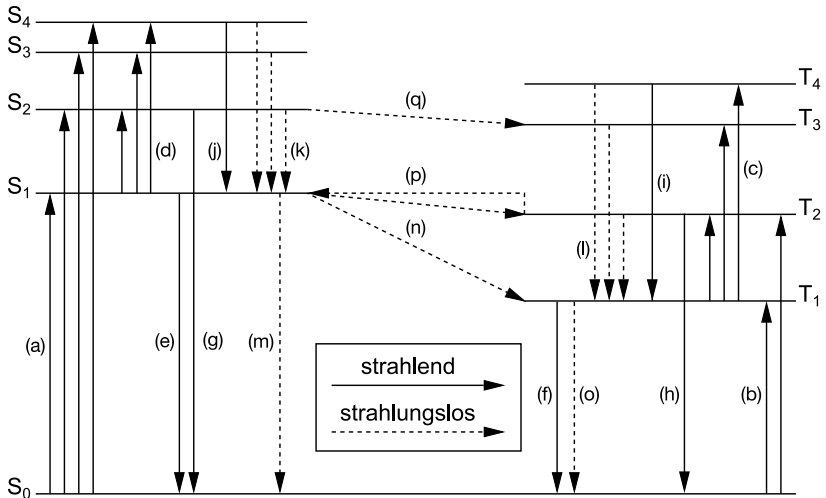 S4
S3
S2
S1
S0
T4
T3
T2
T1
(a)
(d)
(e)
(g)
(j)
(k)
(m)
(q)
(p)
(n)
(l)
(i)
(c)
(f)
(o)
(h)
(b)
strahlend
strahlungslos